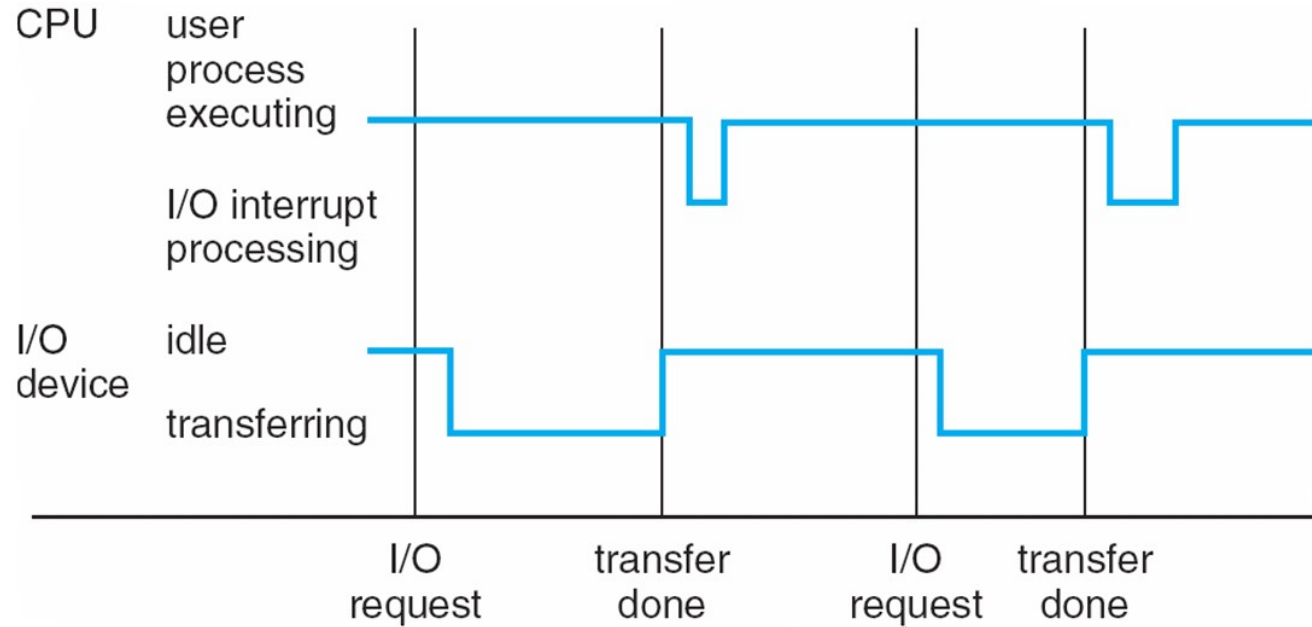 CPU
user
process
executing
I/O interrupt
processing
I/O
device
idle
transferring
I/O
request
transfer
done
I/O
request
transfer
done